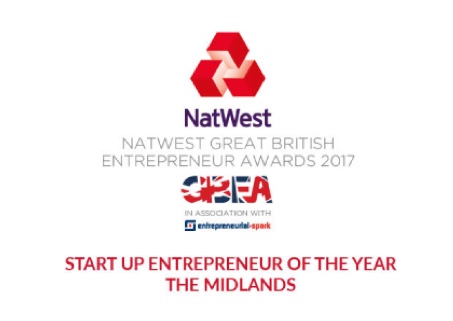 NatWest
NATWEST GREAT BRITISH
ENTREPRENEUR AWARDS 2017
GBEA
IN ASSOCIATION WITH
entrepreneurial-spark
START UP ENTREPRENEUR OF THE YEAR
THE MIDLANDS